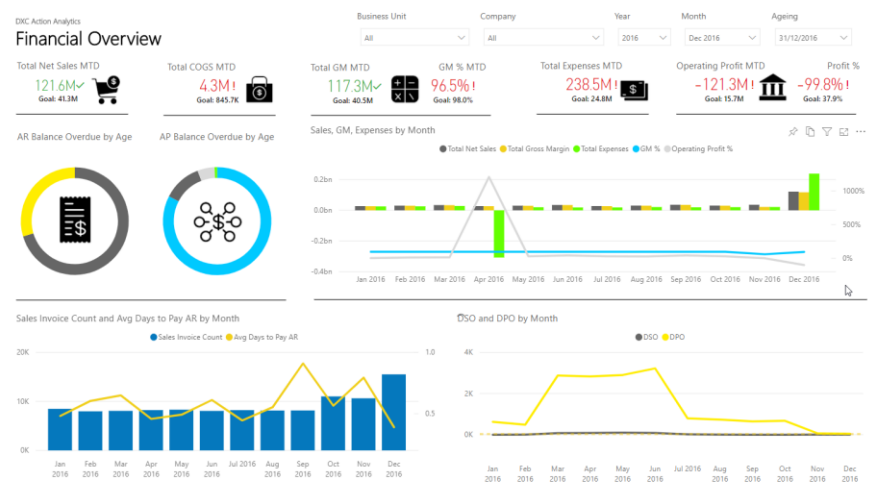 DXC Action Analytics
Financial Overview
Business Unit
All
Company
All
Year
2016
Month
Dec 2016
Ageing
31/12/2016
Total Net Sales MTD
121.6M
Goal: 41.3M
Total COGS MTD
4.3M!
Goal: 845.7K
Total GM MTD
117.3M
Goal: 40.5M
GM % MTD
96.5%!
Goal: 98.0%
Total Expenses MTD
238.5M!
Goal: 24.8M
Operating Profit MTD
-121.3M!
Goal: 15.7M
Profit %
-99.8%!
Goal: 37.9%
AR Balance Overdue by Age
$
AP Balance Overdue by Age
$
Sales, GM, Expenses by Month
Total Net Sales Total Gross Margin Total Expenses GM % Operating Profit %
0.2bn
0.0bn
-0.2bn
-0.4bn
1000%
500%
0%
Jan 2016 Feb 2016 Mar 2016 Apr 2016 May 2016 Jun 2016 Jul 2016 Aug 2016 Sep 2016 Oct 2016 Nov 2016 Dec 2016
Sales Invoice Count and Avg Days to Pay AR by Month
Sales Invoice Count Avg Days to Pay AR
20K
10K
0K
1.0
0.5
Jan 2016 Feb 2016 Mar 2016 Apr 2016 May 2016 Jun 2016 Jul 2016 Aug 2016 Sep 2016 Oct 2016 Nov 2016 Dec 2016
DSO and DPO by Month
DSO DPO
4K
2K
0K
Jan 2016 Feb 2016 Mar 2016 Apr 2016 May 2016 Jun 2016 Jul 2016 Aug 2016 Sep 2016 Oct 2016 Nov 2016 Dec 2016